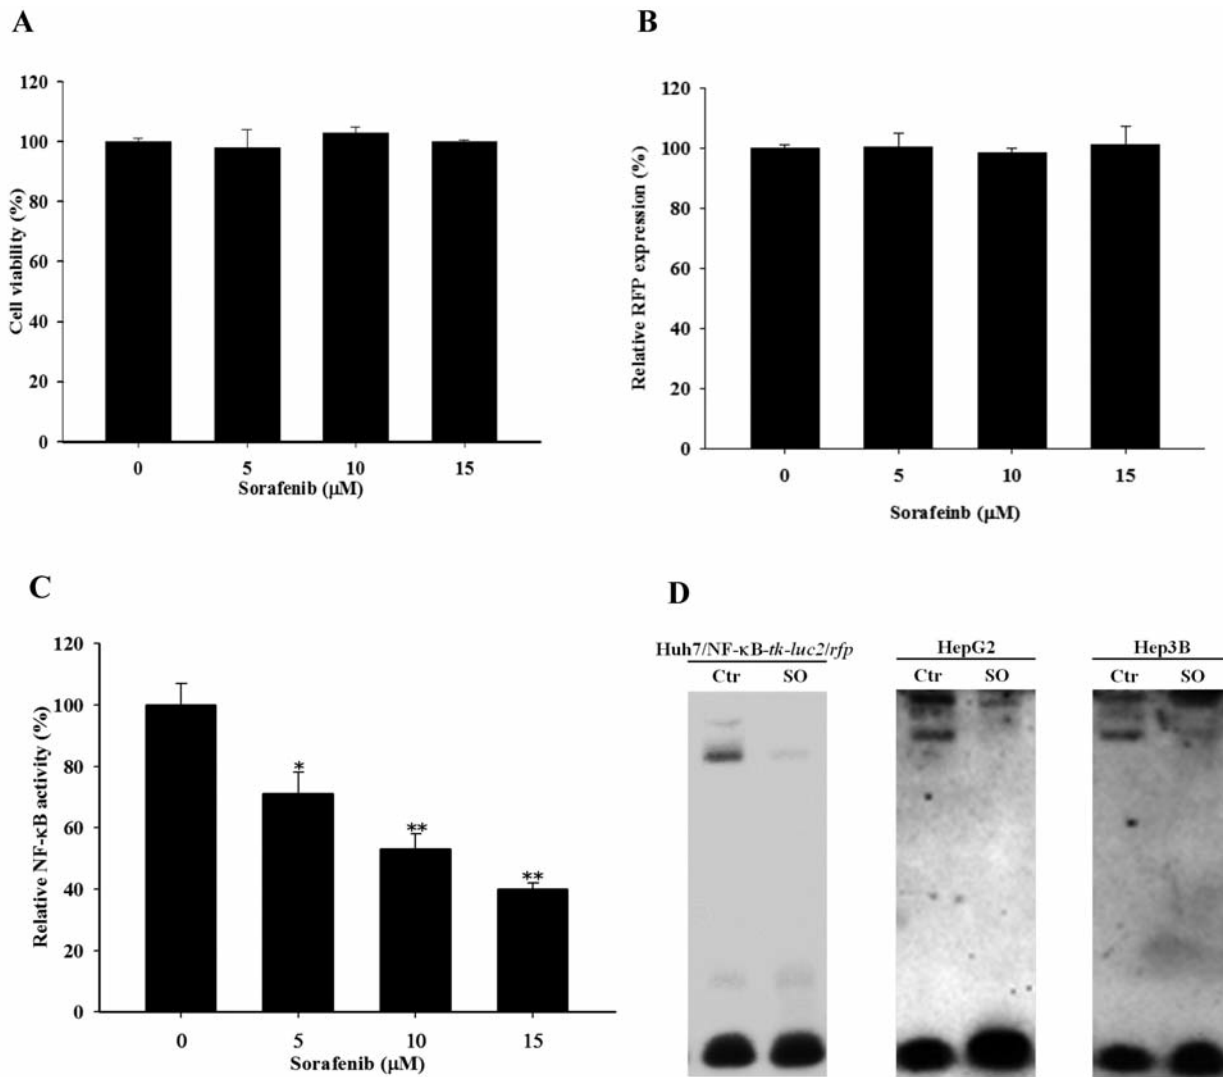 A
120
100
80
60
40
20
0
Cell viability (%)
0 5 10 15
Sorafenib (μM)
B
120
100
80
60
40
20
0
Relative RFP expression (%)
0 5 10 15
Sorafeinb (μM)
C
120
100
80
60
40
20
0
Relative NF-κB activity (%)
*
**
**
0 5 10 15
Sorafenib (μM)
D
Huh7/NF-κB-tk-luc2/rfp
Ctr SO
HepG2
Ctr SO
Hep3B
Ctr SO